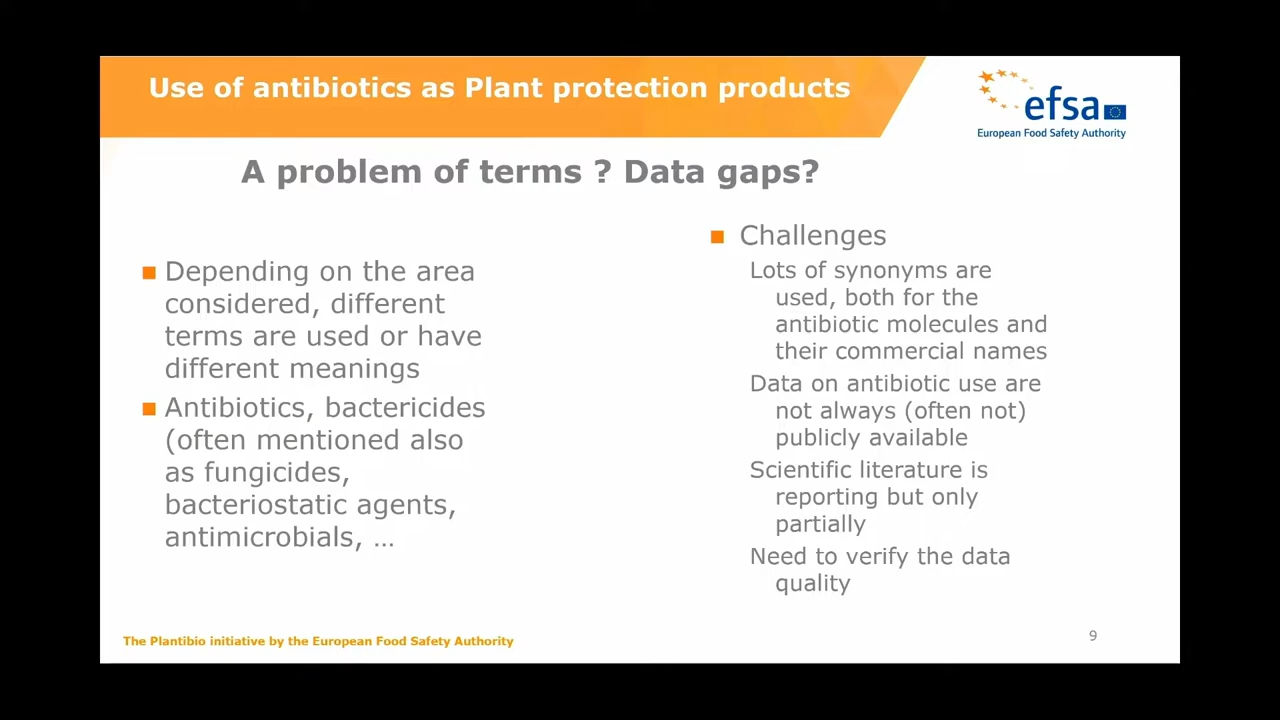 Use of antibiotics as Plant protection products
efsa
European Food Safety Authority
A problem of terms ? Data gaps?
■ Depending on the area
considered, different
terms are used or have
different meanings
■ Antibiotics, bactericides
(often mentioned also
as fungicides,
bacteriostatic agents,
antimicrobials, …
■ Challenges
Lots of synonyms are
used, both for the
antibiotic molecules and
their commercial names
Data on antibiotic use are
not always (often not)
publicly available
Scientific literature is
reporting but only
partially
Need to verify the data
quality
The Plantibio initiative by the European Food Safety Authority
9